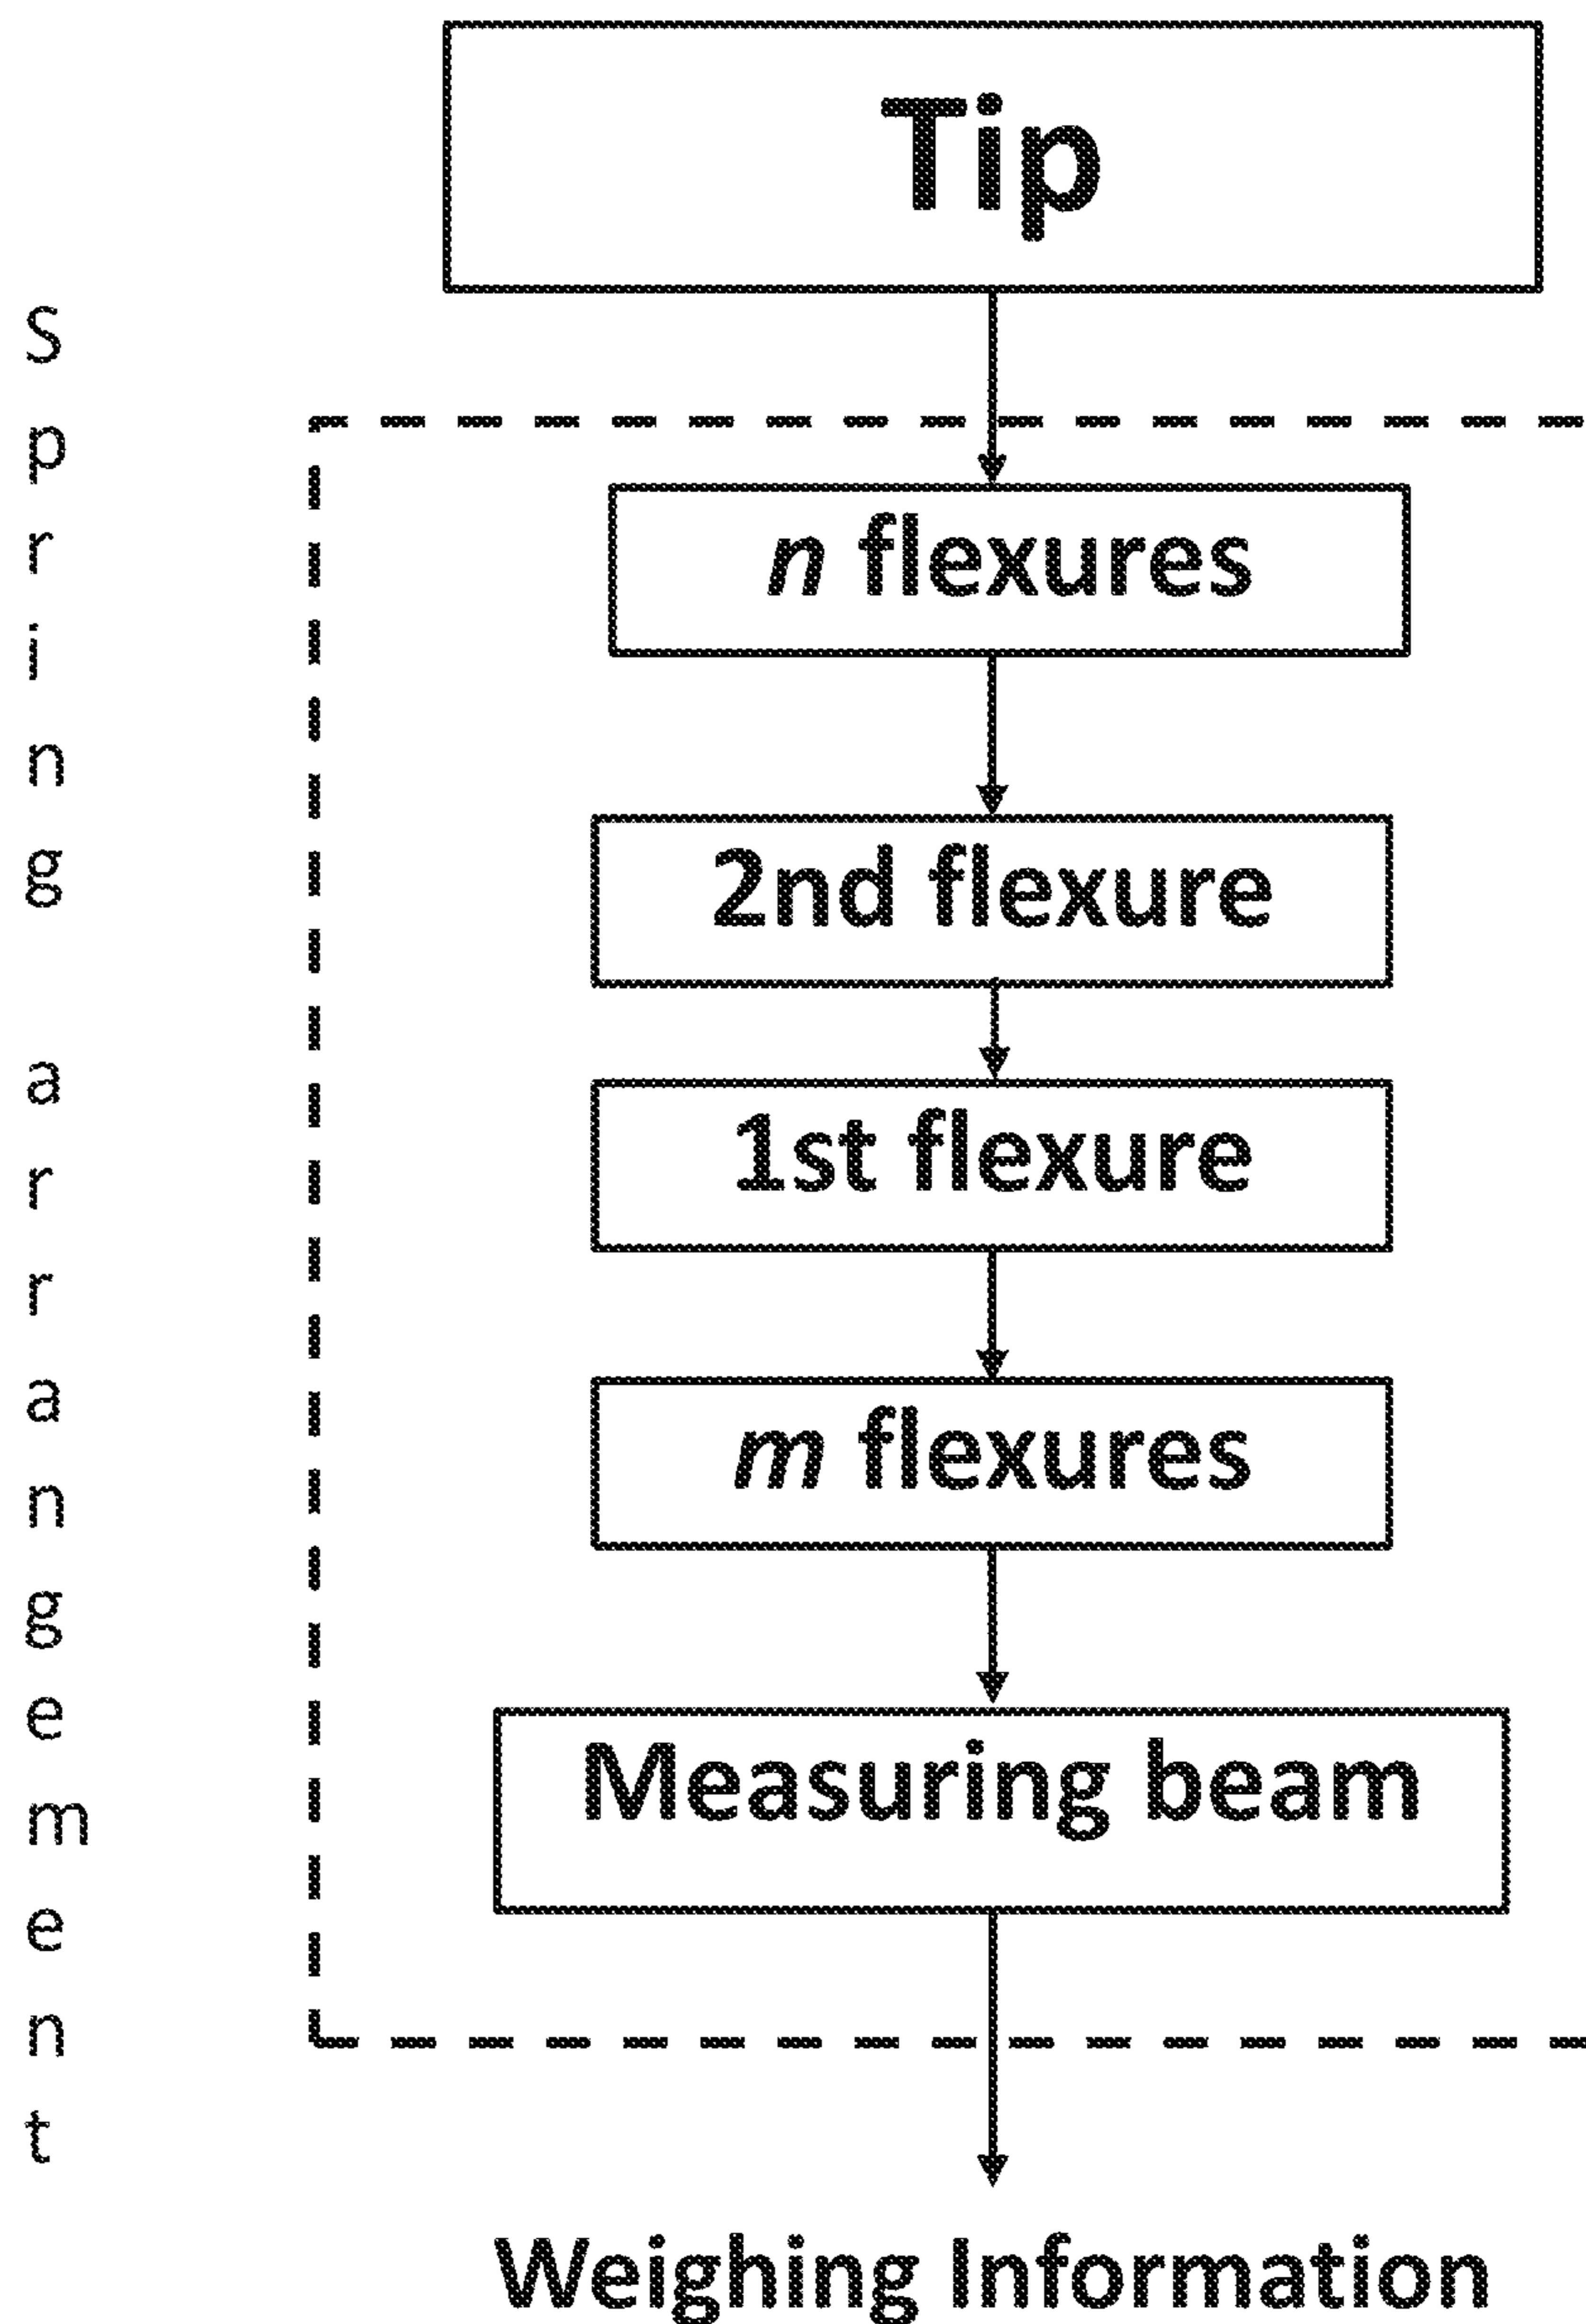 Tip
Spring arrangement
n flexures
2nd flexure
1st flexure
m flexures
Measuring beam
Weighing Information